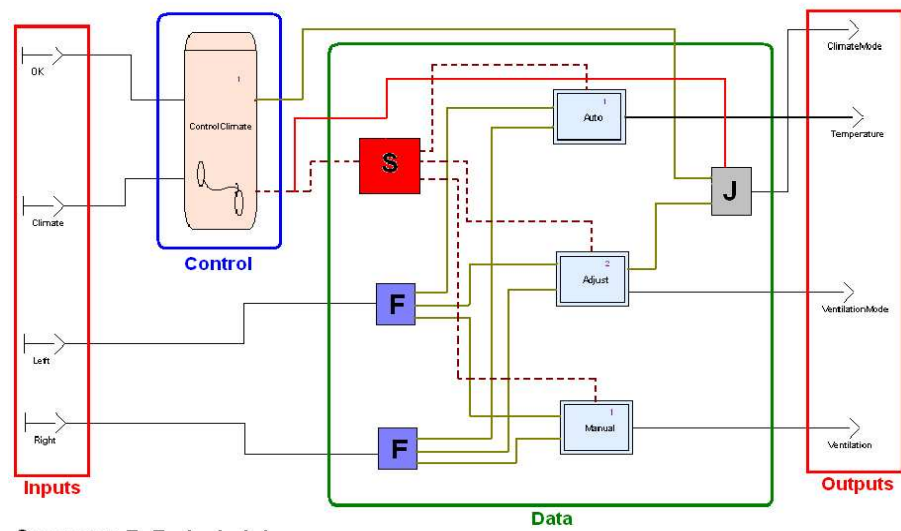 OK
Climate
Left
Right
Inputs
1
ControlClimate
Control
S
F
F
1
Auto
2
Adjust
1
Manual
J
Data
ClimateMode
Temperature
VentilationMode
Ventilation
Outputs